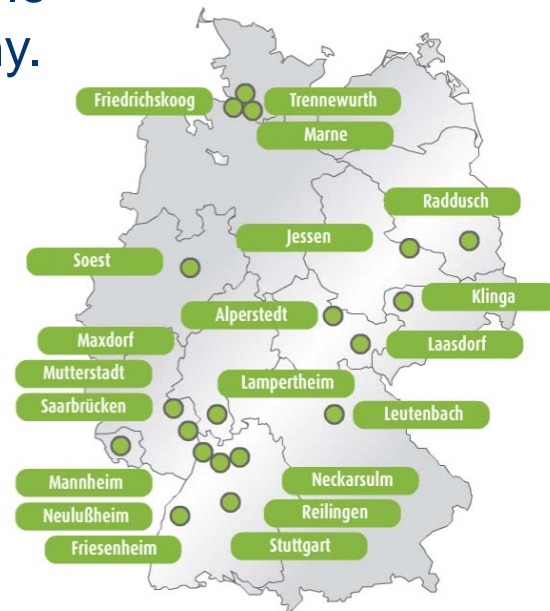 ny.
Friedrichskoog
Trennewurth
Marne
Raddusch
Jessen
Soest
Klinga
Alperstedt
Maxdorf
Laasdorf
Mutterstadt
Lampertheim
Saarbrücken
Leutenbach
Mannheim
Neckarsulm
Neulußheim
Reilingen
Friesenheim
Stuttgart